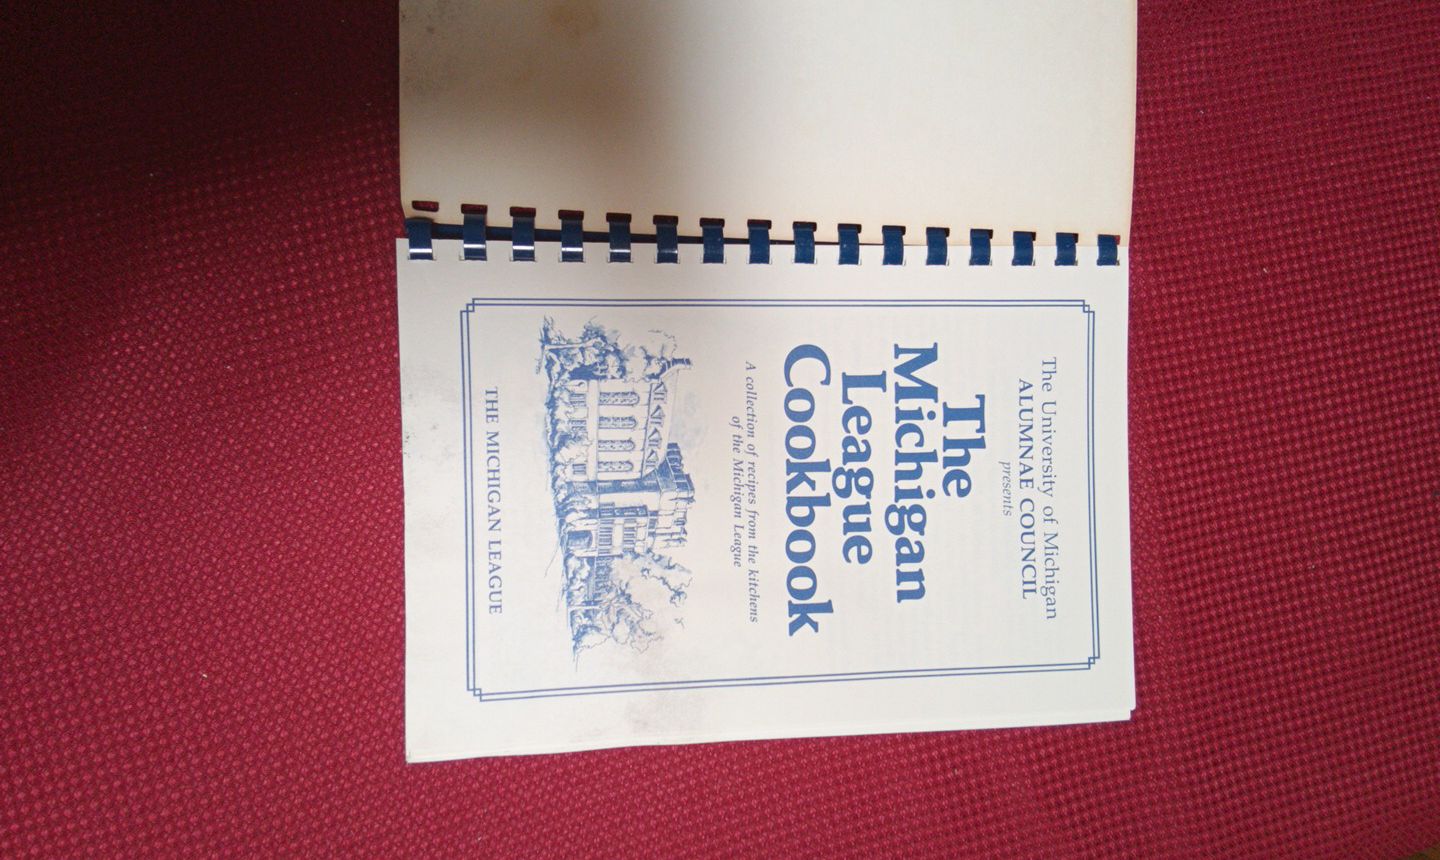 The University of Michigan
ALUMNAE COUNCIL
presents
The
Michigan
League
Cookbook
A collection of recipes from the kitchens
of the Michigan League
THE MICHIGAN LEAGUE